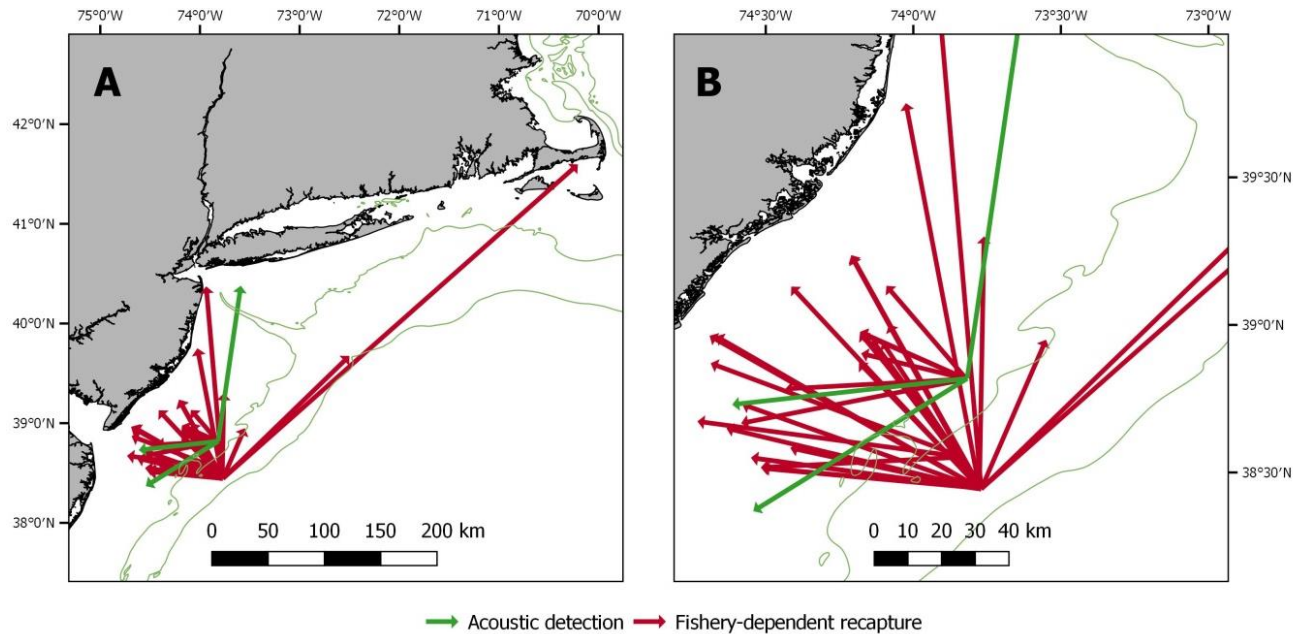 75°0'W 74°0'W 73°0'W 72°0'W 71°0'W 70°0'W
74°30'W 74°0'W 73°30'W 73°0'W
A
B
42°0'N
41°0'N
40°0'N
39°0'N
38°0'N
39°30'N
39°0'N
38°30'N
0 50 100 150 200 km
0 10 20 30 40 km
Acoustic detection Fishery-dependent recapture